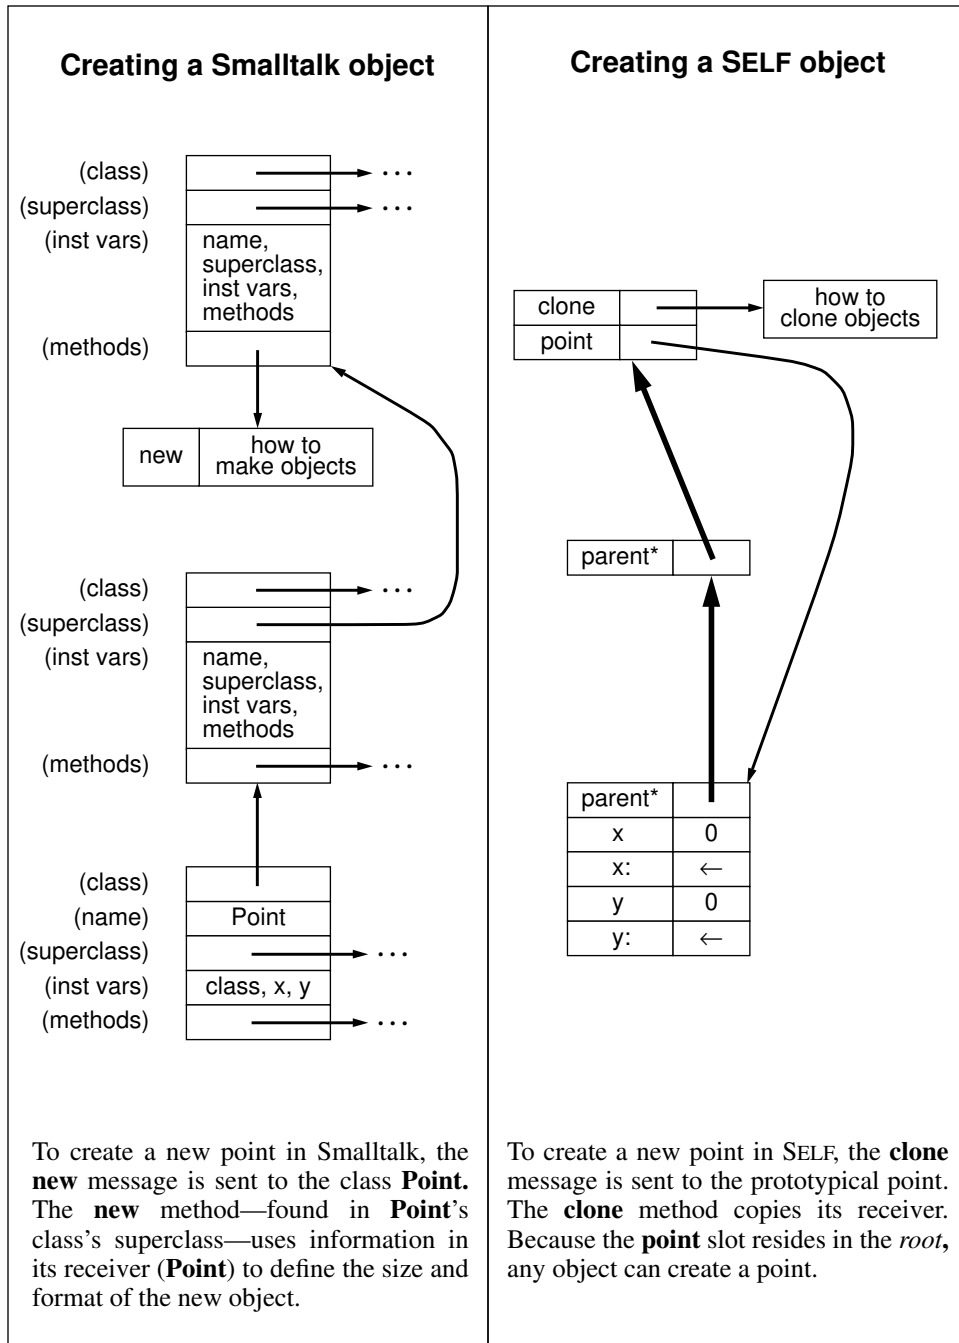 Creating a Smalltalk object
(class)
...
(superclass)
...
(inst vars)
name,
superclass,
inst vars,
methods
(methods)
new
how to
make objects
(class)
...
(superclass)
(inst vars)
name,
superclass,
inst vars,
methods
(methods)
...
(class)
(name)
Point
(superclass)
...
(inst vars)
class, x, y
(methods)
...
To create a new point in Smalltalk, the
new message is sent to the class Point.
The new method—found in Point's
class's superclass—uses information in
its receiver (Point) to define the size and
format of the new object.
Creating a SELF object
clone
how to
clone objects
point
parent*
parent*
x 0
x: ←
y 0
y: ←
To create a new point in SELF, the clone
message is sent to the prototypical point.
The clone method copies its receiver.
Because the point slot resides in the root,
any object can create a point.